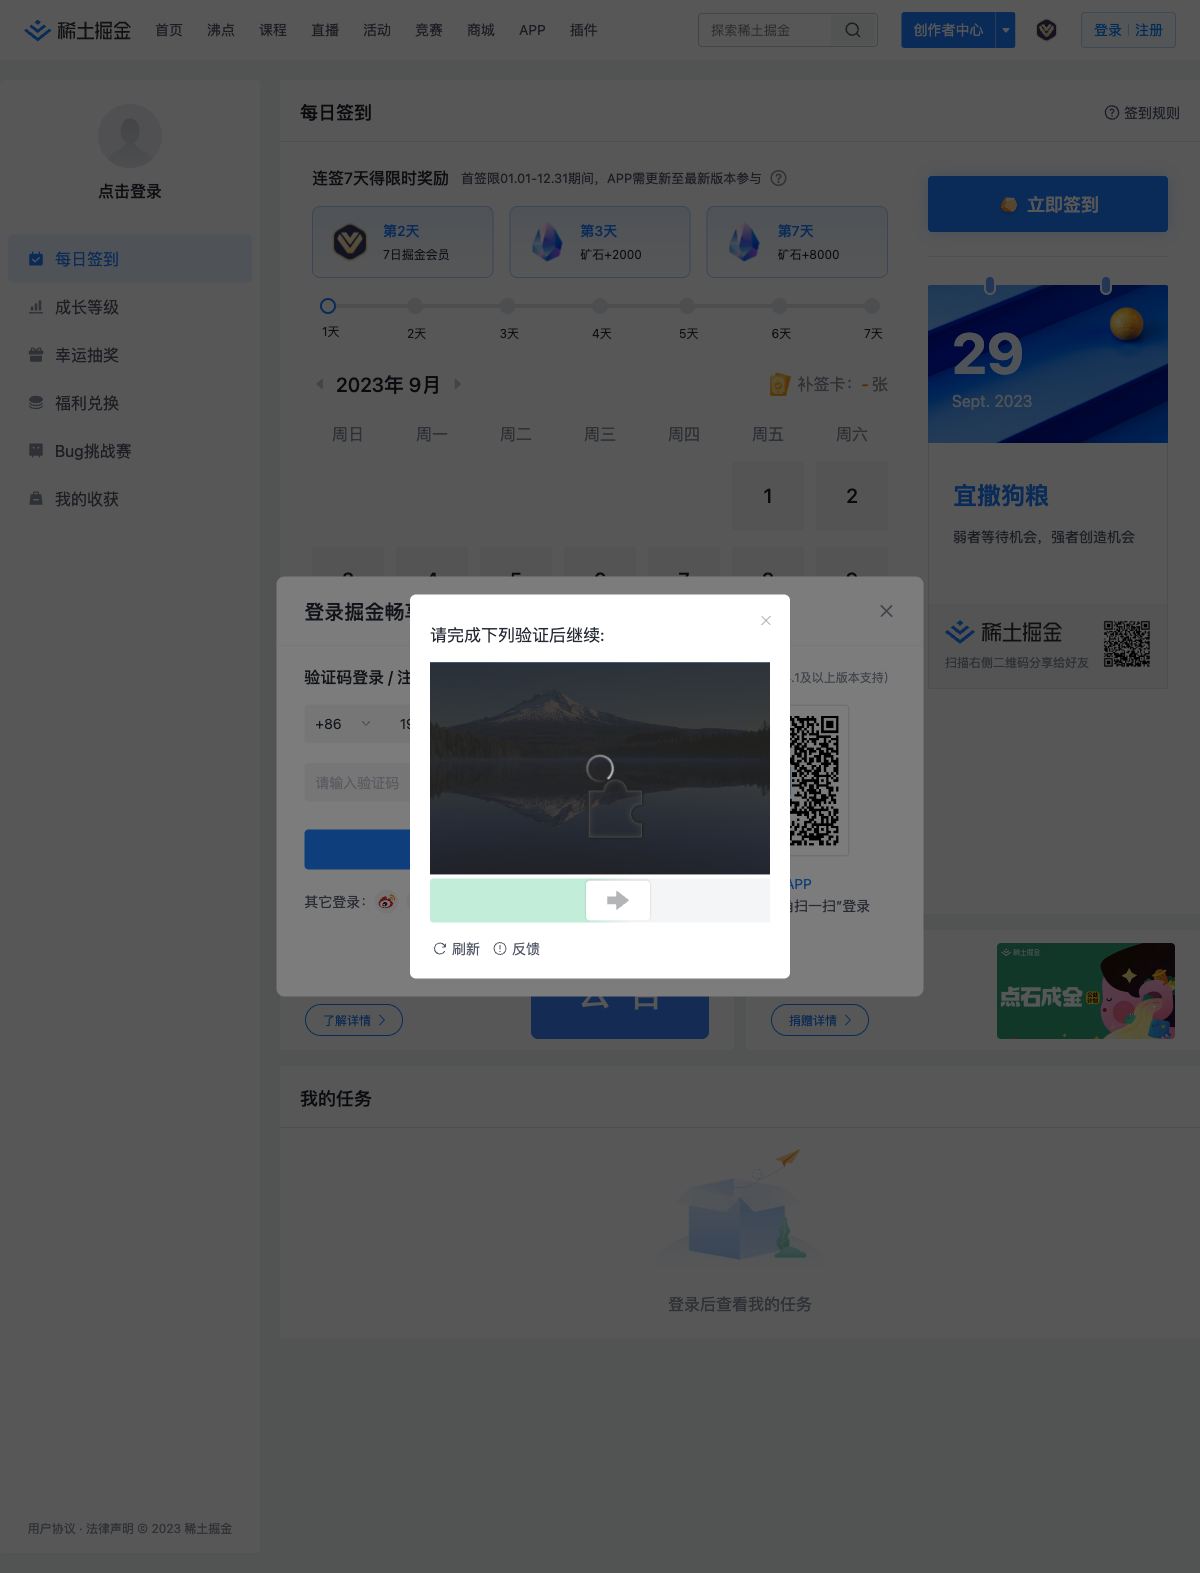 稀土掘金 首页 沸点 课程 直播 活动 竞赛 商城 APP 插件 探索稀土掘金 创作者中心 登录 注册
点击登录
每日签到
成长等级
幸运抽奖
福利兑换
Bug挑战赛
我的收获
每日签到 签到规则
连签7天得限时奖励 首签限01.01-12.31期间，APP需更新至最新版本参与
第2天
7日掘金会员
第3天
矿石+2000
第7天
矿石+8000
1天 2天 3天 4天 5天 6天 7天
2023年 9月 补签卡： - 张
周日 周一 周二 周三 周四 周五 周六
1 2
立即签到
29
Sept. 2023
宜撒狗粮
弱者等待机会，强者创造机会
稀土掘金
扫描右侧二维码分享给好友
登录掘金畅
验证码登录 / 注
.1及以上版本支持)
+86 19
请输入验证码
其它登录：
APP
扫一扫"登录
请完成下列验证后继续:
刷新 反馈
了解详情
捐赠详情
稀土掘金
点石成金
我的任务
登录后查看我的任务
用户协议 · 法律声明 © 2023 稀土掘金